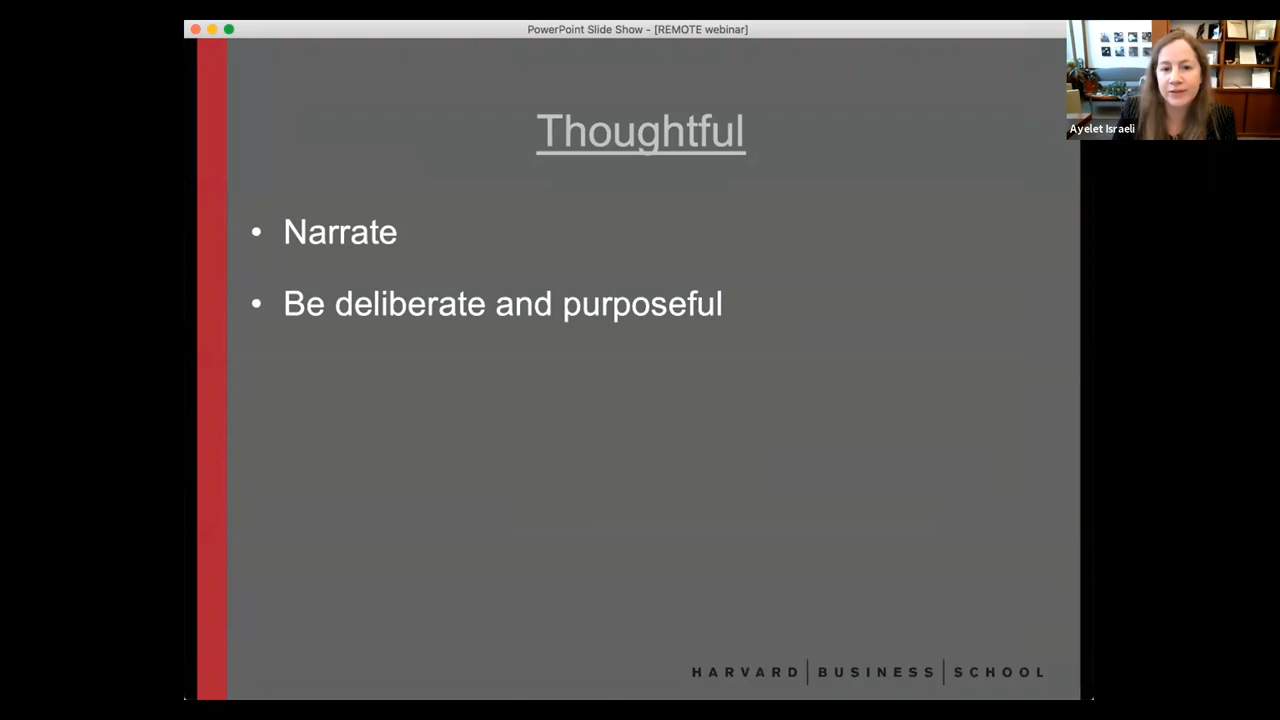 PowerPoint Slide Show - [REMOTE webinar]
Ayelet Israeli
Thoughtful
• Narrate
• Be deliberate and purposeful
HARVARD | BUSINESS | SCHOOL